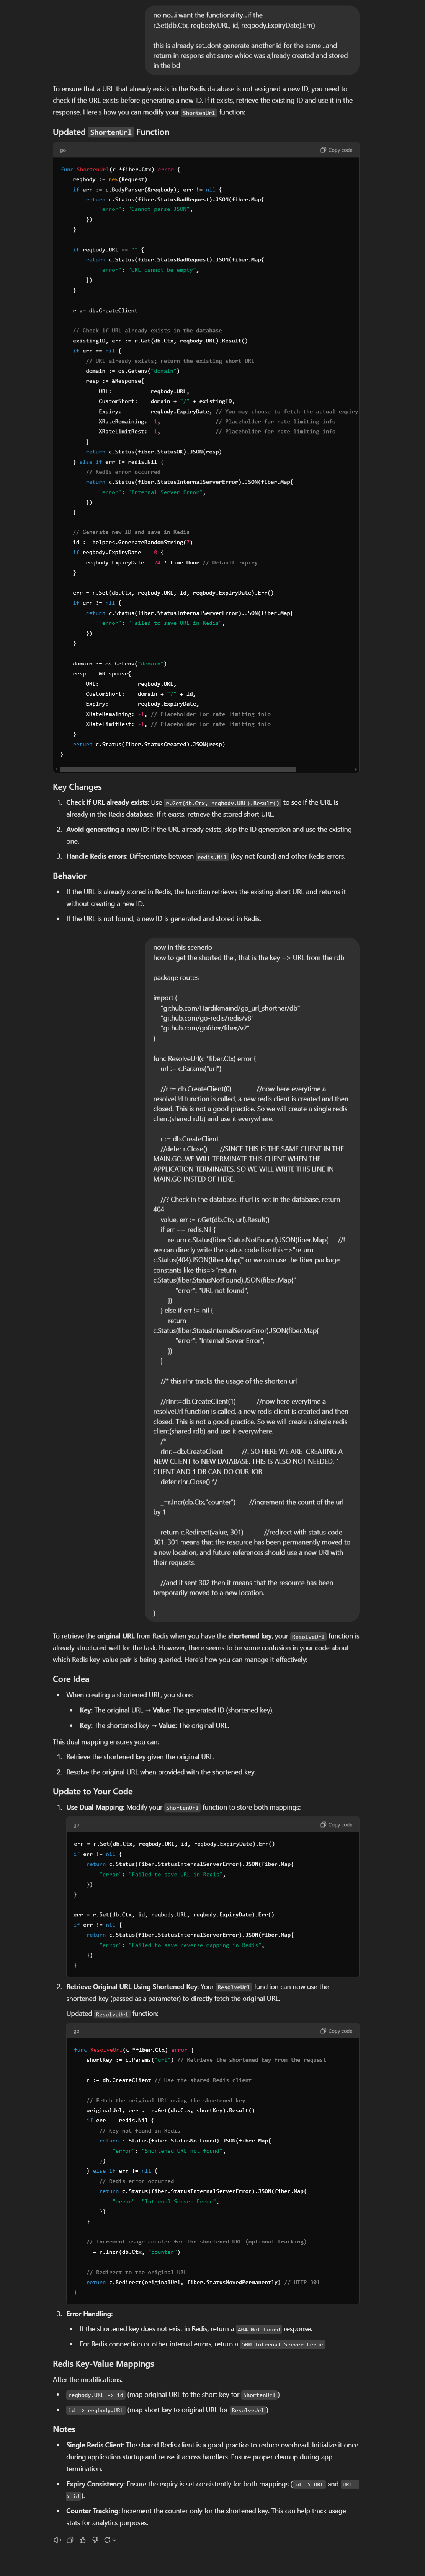 no no...i want the functionality...if the
r.Set(db.Ctx, reqbody.URL, id, reqbody.ExpiryDate).Err()

this is already set..dont generate another id for the same ..and
return in respons eht same whioc was a;lready created and stored
in the bd

To ensure that a URL that already exists in the Redis database is not assigned a new ID, you need to
check if the URL exists before generating a new ID. If it exists, retrieve the existing ID and use it in the
response. Here's how you can modify your ShortenUrl function:

Updated ShortenUrl Function

go
Copy code
func ShortenUrl(c *fiber.Ctx) error {
    reqbody := new(Request)
    if err := c.BodyParser(&reqbody); err != nil {
        return c.Status(fiber.StatusBadRequest).JSON(fiber.Map{
            "error": "Cannot parse JSON",
        })
    }

    if reqbody.URL == "" {
        return c.Status(fiber.StatusBadRequest).JSON(fiber.Map{
            "error": "URL cannot be empty",
        })
    }

    r := db.CreateClient

    // Check if URL already exists in the database
    existingID, err := r.Get(db.Ctx, reqbody.URL).Result()
    if err == nil {
        // URL already exists; return the existing short URL
        domain := os.Getenv("domain")
        resp := &Response{
            URL:            reqbody.URL,
            CustomShort:    domain + "/" + existingID,
            Expiry:         reqbody.ExpiryDate, // You may choose to fetch the actual expiry
            XRateRemaining: -1,                 // Placeholder for rate limiting info
            XRateLimitRest: -1,                 // Placeholder for rate limiting info
        }
        return c.Status(fiber.StatusOK).JSON(resp)
    } else if err != redis.Nil {
        // Redis error occurred
        return c.Status(fiber.StatusInternalServerError).JSON(fiber.Map{
            "error": "Internal Server Error",
        })
    }

    // Generate new ID and save in Redis
    id := helpers.GenerateRandomString(7)
    if reqbody.ExpiryDate == 0 {
        reqbody.ExpiryDate = 24 * time.Hour // Default expiry
    }

    err = r.Set(db.Ctx, reqbody.URL, id, reqbody.ExpiryDate).Err()
    if err != nil {
        return c.Status(fiber.StatusInternalServerError).JSON(fiber.Map{
            "error": "Failed to save URL in Redis",
        })
    }

    domain := os.Getenv("domain")
    resp := &Response{
        URL:            reqbody.URL,
        CustomShort:    domain + "/" + id,
        Expiry:         reqbody.ExpiryDate,
        XRateRemaining: -1, // Placeholder for rate limiting info
        XRateLimitRest: -1, // Placeholder for rate limiting info
    }
    return c.Status(fiber.StatusCreated).JSON(resp)
}

Key Changes
1. Check if URL already exists: Use r.Get(db.Ctx, reqbody.URL).Result() to see if the URL is
already in the Redis database. If it exists, retrieve the stored short URL.
2. Avoid generating a new ID: If the URL already exists, skip the ID generation and use the existing
one.
3. Handle Redis errors: Differentiate between redis.Nil (key not found) and other Redis errors.

Behavior
• If the URL is already stored in Redis, the function retrieves the existing short URL and returns it
without creating a new ID.
• If the URL is not found, a new ID is generated and stored in Redis.

now in this scenerio
how to get the shorted the , that is the key => URL from the rdb

package routes

import (
    "github.com/Hardikmaind/go_url_shortner/db"
    "github.com/go-redis/redis/v8"
    "github.com/gofiber/fiber/v2"
)

func ResolveUrl(c *fiber.Ctx) error {
    url := c.Params("url")

    //r := db.CreateClient(0)            //now here everytime a
resolveUrl function is called, a new redis client is created and then
closed. This is not a good practice. So we will create a single redis
client(shared rdb) and use it everywhere.

    r := db.CreateClient
    //defer r.Close()      //SINCE THIS IS THE SAME CLIENT IN THE
MAIN.GO..WE WILL TERMINATE THIS CLIENT WHEN THE
APPLICATION TERMINATES. SO WE WILL WRITE THIS LINE IN
MAIN.GO INSTED OF HERE.

    //? Check in the database. if url is not in the database, return
404
    value, err := r.Get(db.Ctx, url).Result()
    if err == redis.Nil {
        return c.Status(fiber.StatusNotFound).JSON(fiber.Map{     //!
we can direcly write the status code like this=>"return
c.Status(404).JSON(fiber.Map{" or we can use the fiber package
constants like this=>"return
c.Status(fiber.StatusNotFound).JSON(fiber.Map{"
            "error": "URL not found",
        })
    } else if err != nil {
        return
c.Status(fiber.StatusInternalServerError).JSON(fiber.Map{
            "error": "Internal Server Error",
        })
    }

    //* this rInr tracks the usage of the shorten url

    //rInr:=db.CreateClient(1)           //now here everytime a
resolveUrl function is called, a new redis client is created and then
closed. This is not a good practice. So we will create a single redis
client(shared rdb) and use it everywhere.
    /*
    rInr:=db.CreateClient          //! SO HERE WE ARE  CREATING A
NEW CLIENT to NEW DATABASE. THIS IS ALSO NOT NEEDED. 1
CLIENT AND 1 DB CAN DO OUR JOB
    defer rInr.Close() */

    _=r.Incr(db.Ctx,"counter")        //increment the count of the url
by 1

    return c.Redirect(value, 301)           //redirect with status code
301. 301 means that the resource has been permanently moved to
a new location, and future references should use a new URI with
their requests.

    //and if sent 302 then it means that the resource has been
temporarily moved to a new location.

}

To retrieve the original URL from Redis when you have the shortened key, your ResolveUrl function is
already structured well for the task. However, there seems to be some confusion in your code about
which Redis key-value pair is being queried. Here's how you can manage it effectively:

Core Idea
• When creating a shortened URL, you store:
• Key: The original URL → Value: The generated ID (shortened key).
• Key: The shortened key → Value: The original URL.
This dual mapping ensures you can:
1. Retrieve the shortened key given the original URL.
2. Resolve the original URL when provided with the shortened key.

Update to Your Code
1. Use Dual Mapping: Modify your ShortenUrl function to store both mappings:
go
Copy code
err = r.Set(db.Ctx, reqbody.URL, id, reqbody.ExpiryDate).Err()
if err != nil {
    return c.Status(fiber.StatusInternalServerError).JSON(fiber.Map{
        "error": "Failed to save URL in Redis",
    })
}

err = r.Set(db.Ctx, id, reqbody.URL, reqbody.ExpiryDate).Err()
if err != nil {
    return c.Status(fiber.StatusInternalServerError).JSON(fiber.Map{
        "error": "Failed to save reverse mapping in Redis",
    })
}

2. Retrieve Original URL Using Shortened Key: Your ResolveUrl function can now use the
shortened key (passed as a parameter) to directly fetch the original URL.
Updated ResolveUrl function:
go
Copy code
func ResolveUrl(c *fiber.Ctx) error {
    shortKey := c.Params("url") // Retrieve the shortened key from the request

    r := db.CreateClient // Use the shared Redis client

    // Fetch the original URL using the shortened key
    originalUrl, err := r.Get(db.Ctx, shortKey).Result()
    if err == redis.Nil {
        // Key not found in Redis
        return c.Status(fiber.StatusNotFound).JSON(fiber.Map{
            "error": "Shortened URL not found",
        })
    } else if err != nil {
        // Redis error occurred
        return c.Status(fiber.StatusInternalServerError).JSON(fiber.Map{
            "error": "Internal Server Error",
        })
    }

    // Increment usage counter for the shortened URL (optional tracking)
    _ = r.Incr(db.Ctx, "counter")

    // Redirect to the original URL
    return c.Redirect(originalUrl, fiber.StatusMovedPermanently) // HTTP 301
}

3. Error Handling:
• If the shortened key does not exist in Redis, return a 404 Not Found response.
• For Redis connection or other internal errors, return a 500 Internal Server Error.

Redis Key-Value Mappings
After the modifications:
• reqbody.URL -> id (map original URL to the short key for ShortenUrl)
• id -> reqbody.URL (map short key to original URL for ResolveUrl)

Notes
• Single Redis Client: The shared Redis client is a good practice to reduce overhead. Initialize it once
during application startup and reuse it across handlers. Ensure proper cleanup during app
termination.
• Expiry Consistency: Ensure the expiry is set consistently for both mappings (id -> URL and URL -
> id).
• Counter Tracking: Increment the counter only for the shortened key. This can help track usage
stats for analytics purposes.